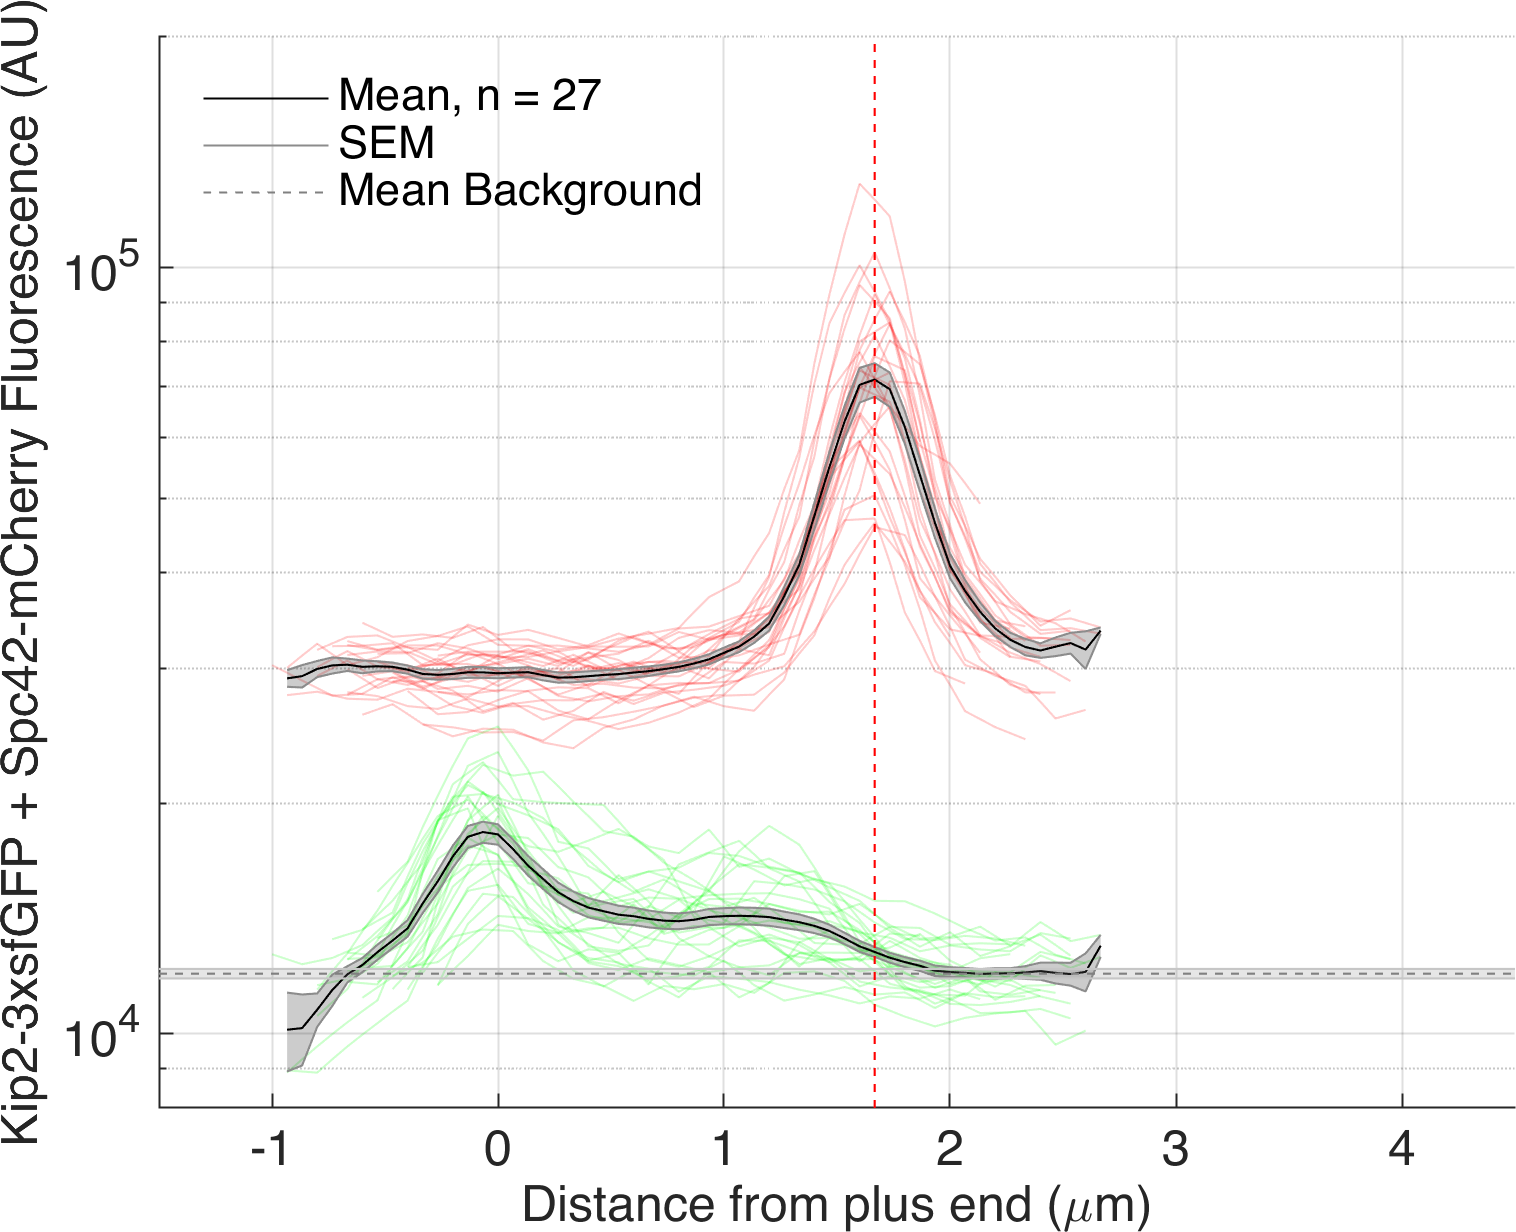 Kip2-3xsfGFP + Spc42-mCherry Fluorescence (AU)
Mean, n = 27
SEM
Mean Background
10^5
10^4
-1 0 1 2 3 4
Distance from plus end (μm)